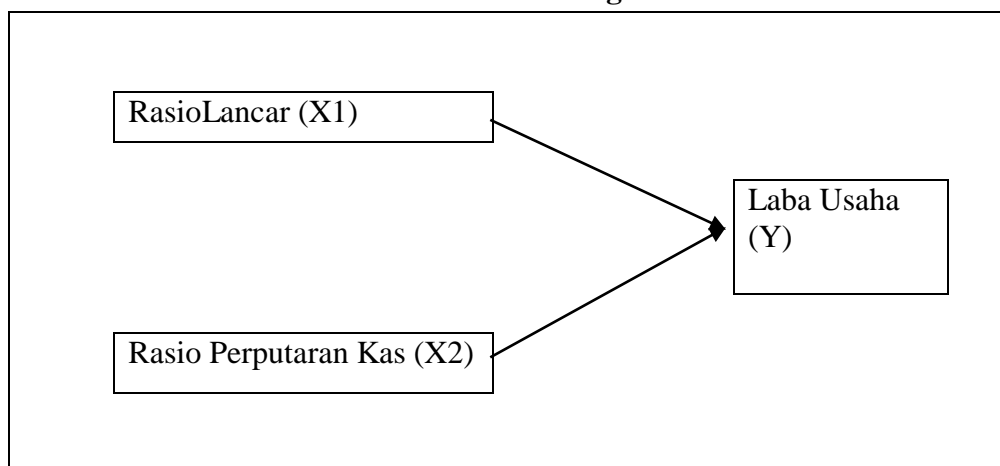 RasioLancar (X1)
Laba Usaha
(Y)
Rasio Perputaran Kas (X2)